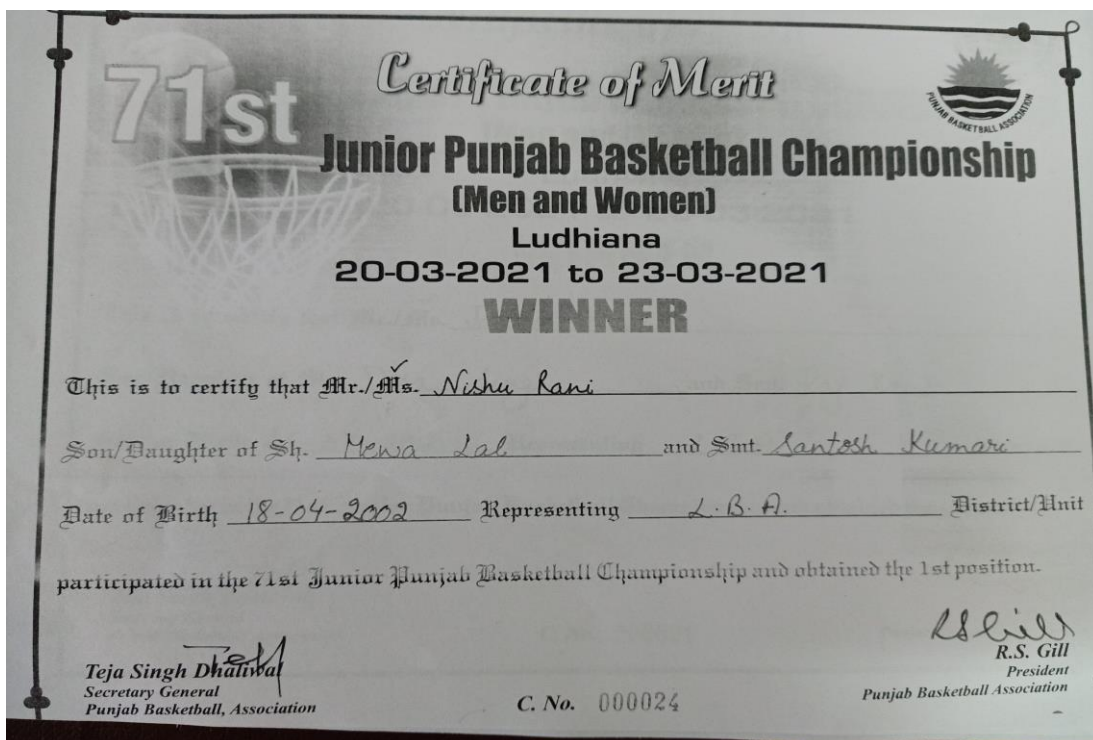 71st
Certificate of Merit
PUNJAB BASKETBALL ASSOCIATION
Junior Punjab Basketball Championship
(Men and Women)
Ludhiana
20-03-2021 to 23-03-2021
WINNER
This is to certify that Mr./Ms. Nishu Rani
Son/Daughter of Sh. Mewa Lal and Smt. Santosh Kumari
Date of Birth 18-04-2002 Representing L.B.A. District/Unit
participated in the 71st Junior Punjab Basketball Championship and obtained the 1st position.
RS Gill
Teja Singh Dhaliwal
Secretary General
Punjab Basketball, Association
C. No. 000024
R.S. Gill
President
Punjab Basketball Association